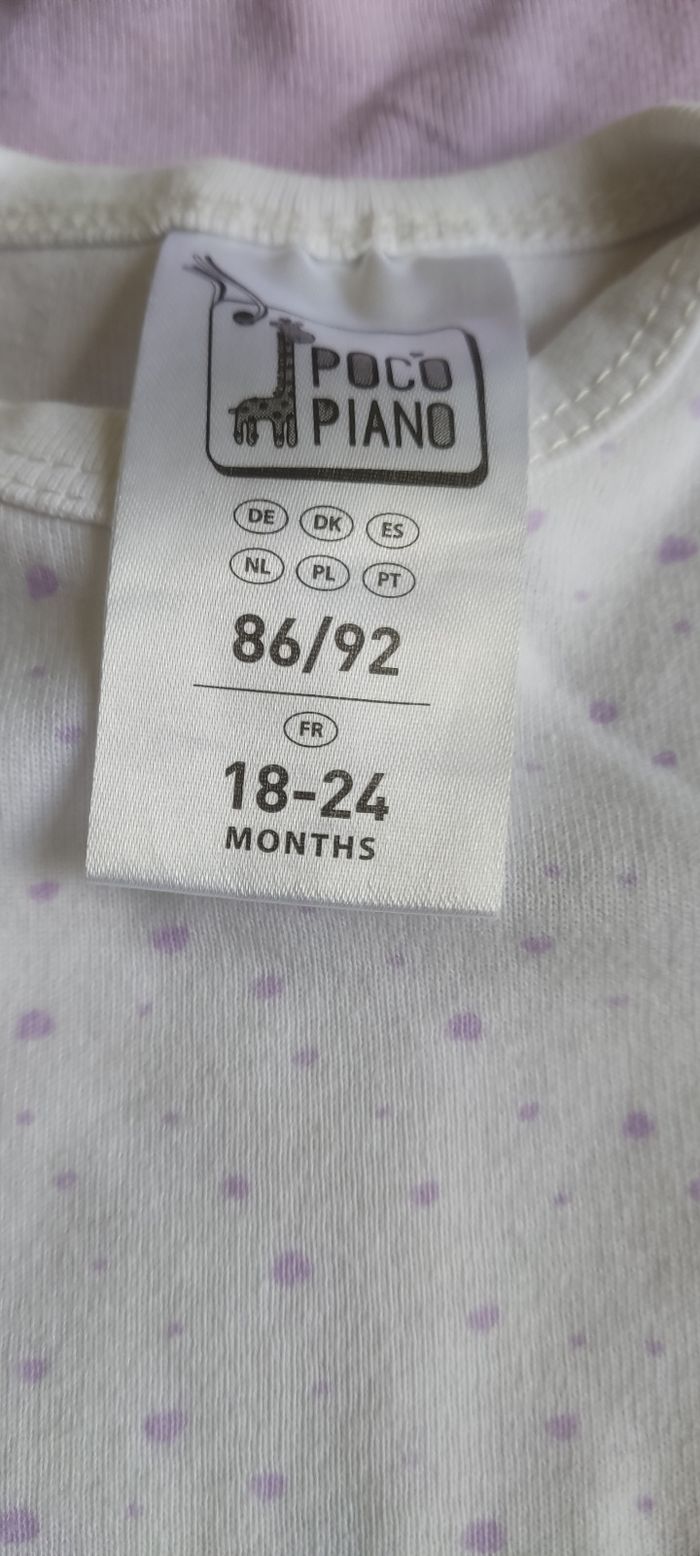 POCO
PIANO
DE DK ES
NL PL PT
86/92
FR
18-24
MONTHS